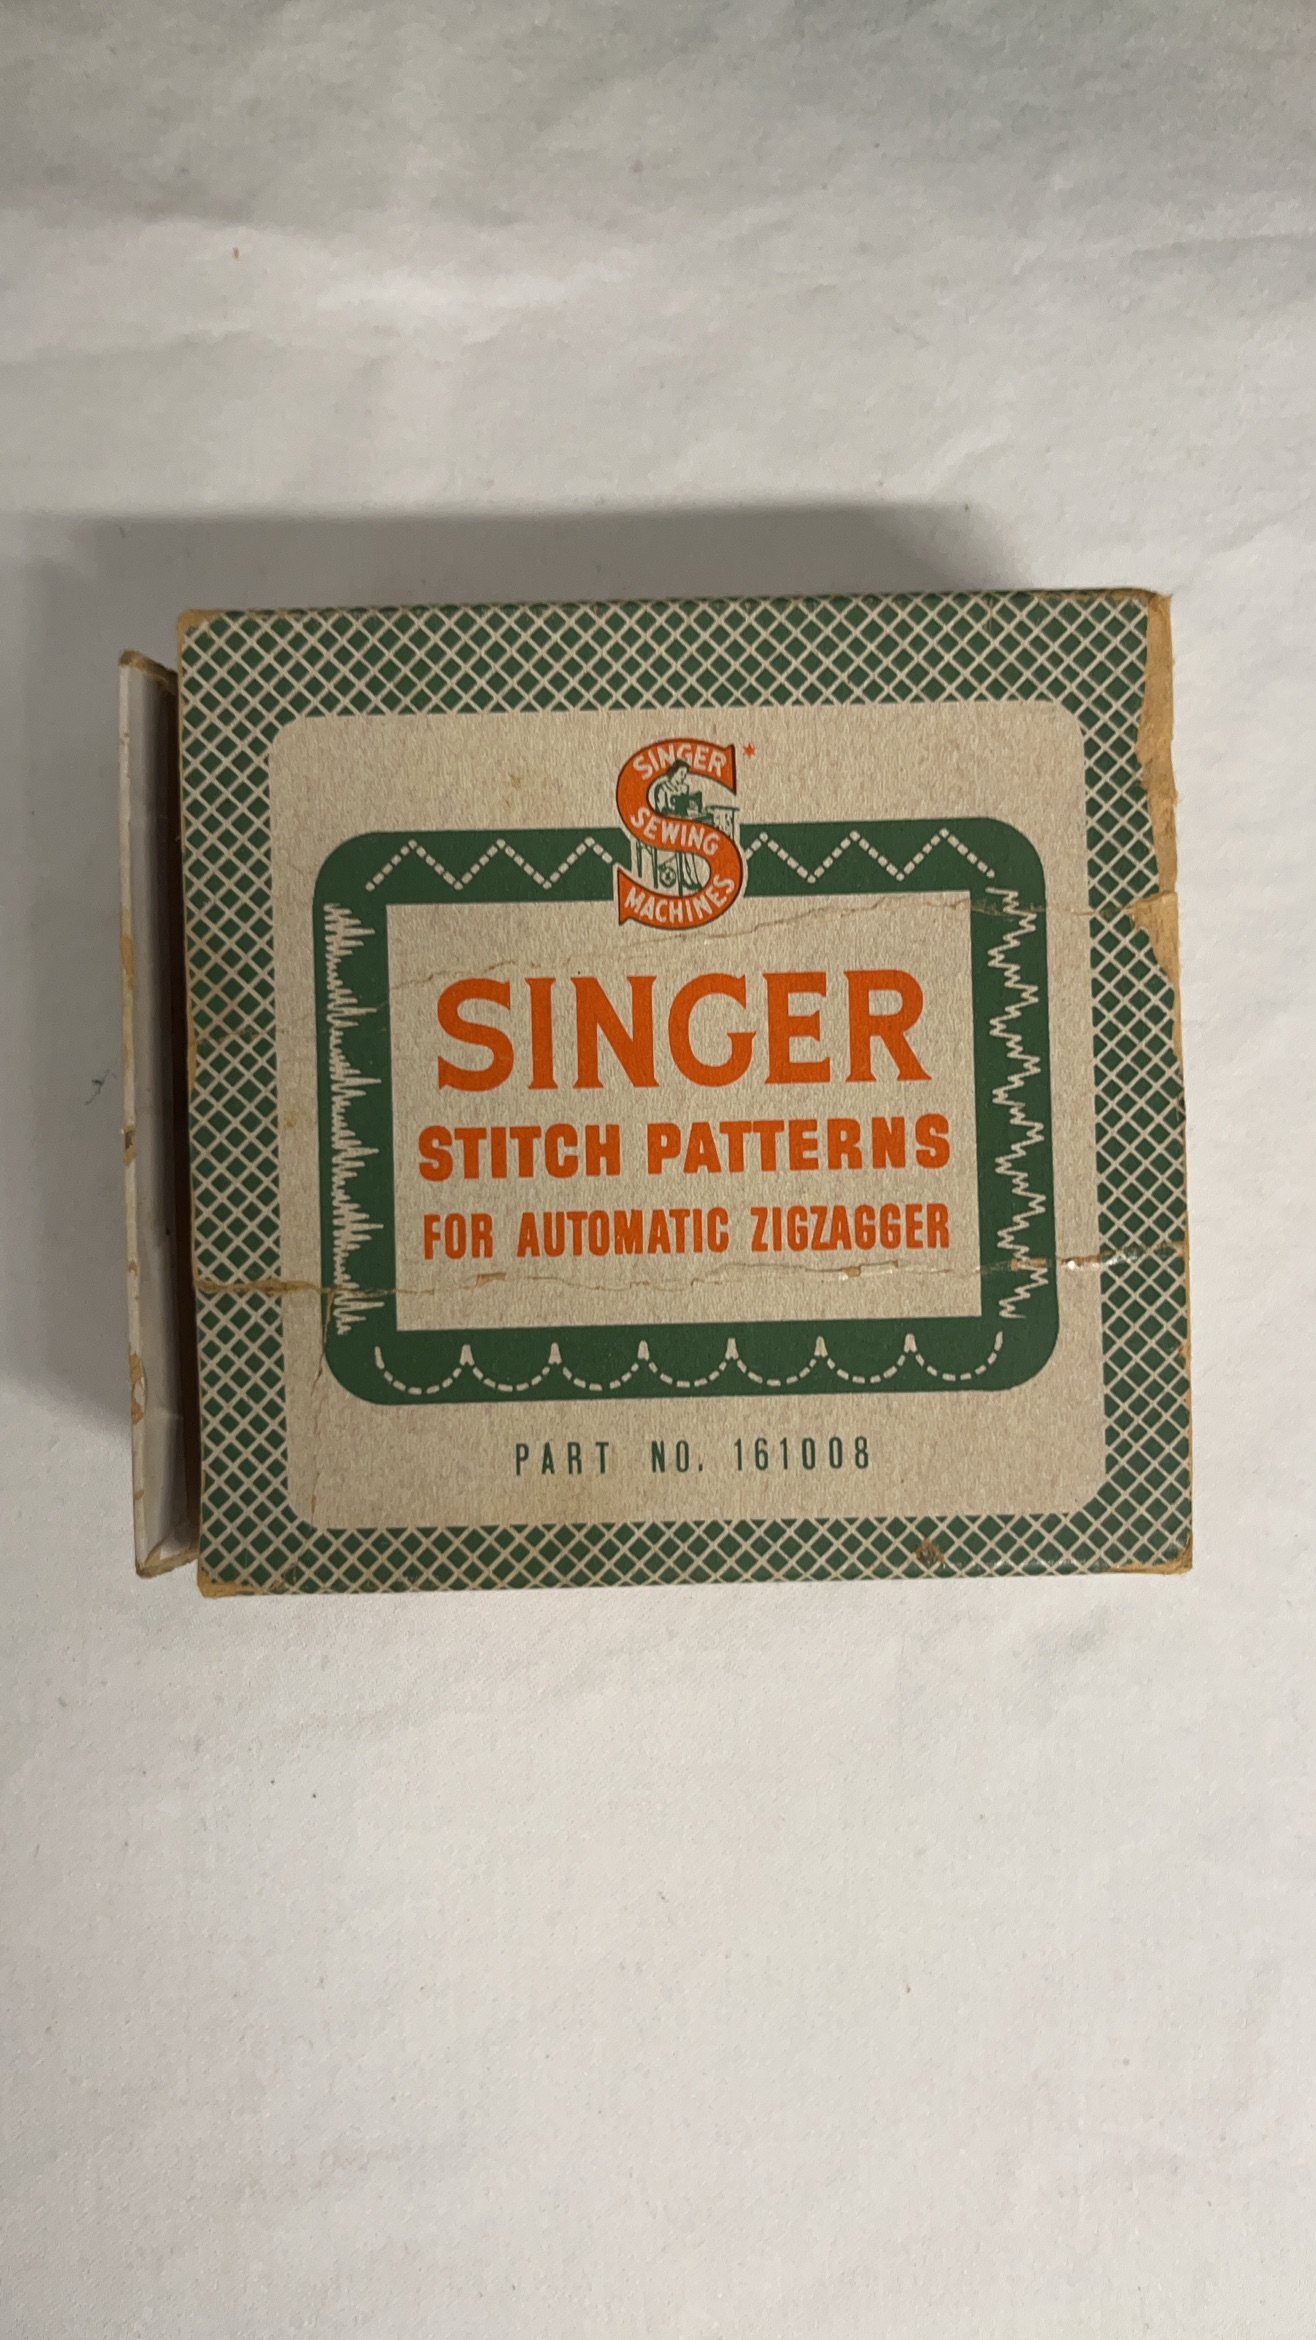 SINGER
SEWING
MACHINES
SINGER
STITCH PATTERNS
FOR AUTOMATIC ZIGZAGGER
PART NO. 161008